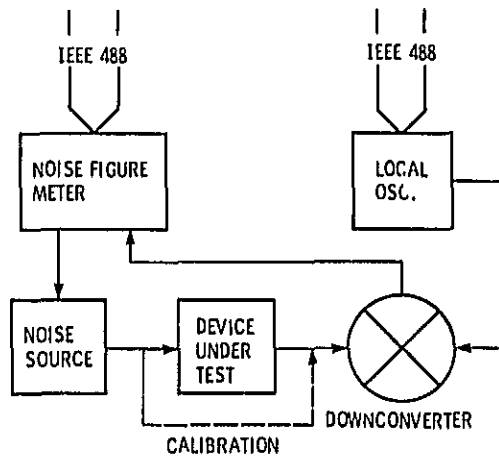 IEEE 488
IEEE 488
NOISE FIGURE
METER
LOCAL
OSC.
NOISE
SOURCE
DEVICE
UNDER
TEST
DOWNCONVERTER
CALIBRATION